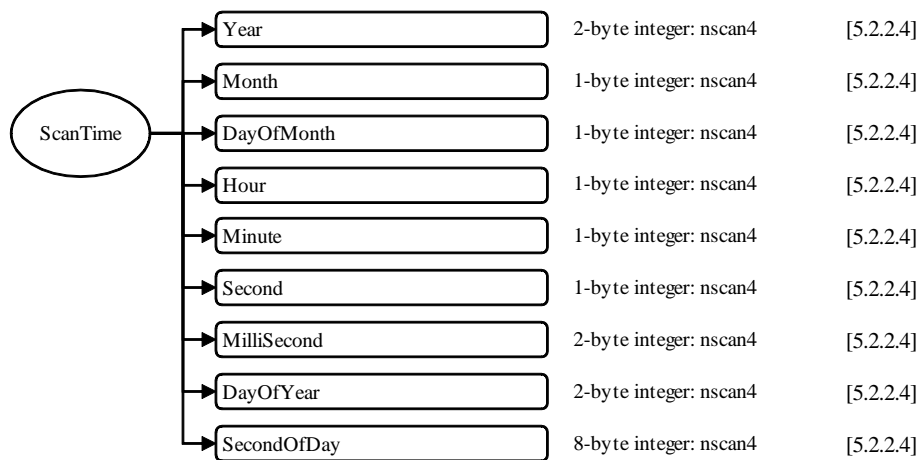 Year 2-byte integer: nscan4 [5.2.2.4]
Month 1-byte integer: nscan4 [5.2.2.4]
ScanTime DayOfMonth 1-byte integer: nscan4 [5.2.2.4]
Hour 1-byte integer: nscan4 [5.2.2.4]
Minute 1-byte integer: nscan4 [5.2.2.4]
Second 1-byte integer: nscan4 [5.2.2.4]
MilliSecond 2-byte integer: nscan4 [5.2.2.4]
DayOfYear 2-byte integer: nscan4 [5.2.2.4]
SecondOfDay 8-byte integer: nscan4 [5.2.2.4]